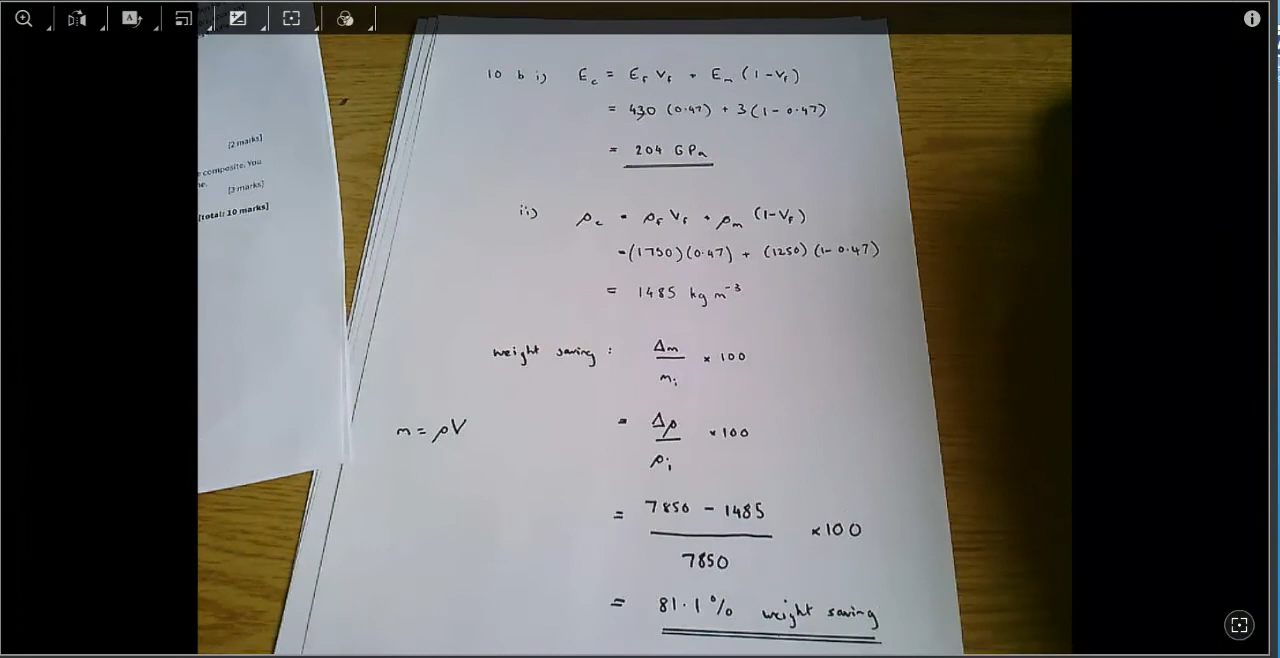 [2 marks]
composite. You
[3 marks]
[total: 10 marks]
10 b i) E_c = E_f V_f + E_m (1-V_f)
= 430 (0.47) + 3(1-0.47)
= 204 GPa
ii) ρ_c = ρ_f V_f + ρ_m (1-V_f)
=(1750)(0.47) + (1250)(1-0.47)
= 1485 kg m⁻³
weight saving : Δm/m_i × 100
m = ρV
= Δρ/ρ_i × 100
= 7850 - 1485
7850
×100
= 81.1% weight saving